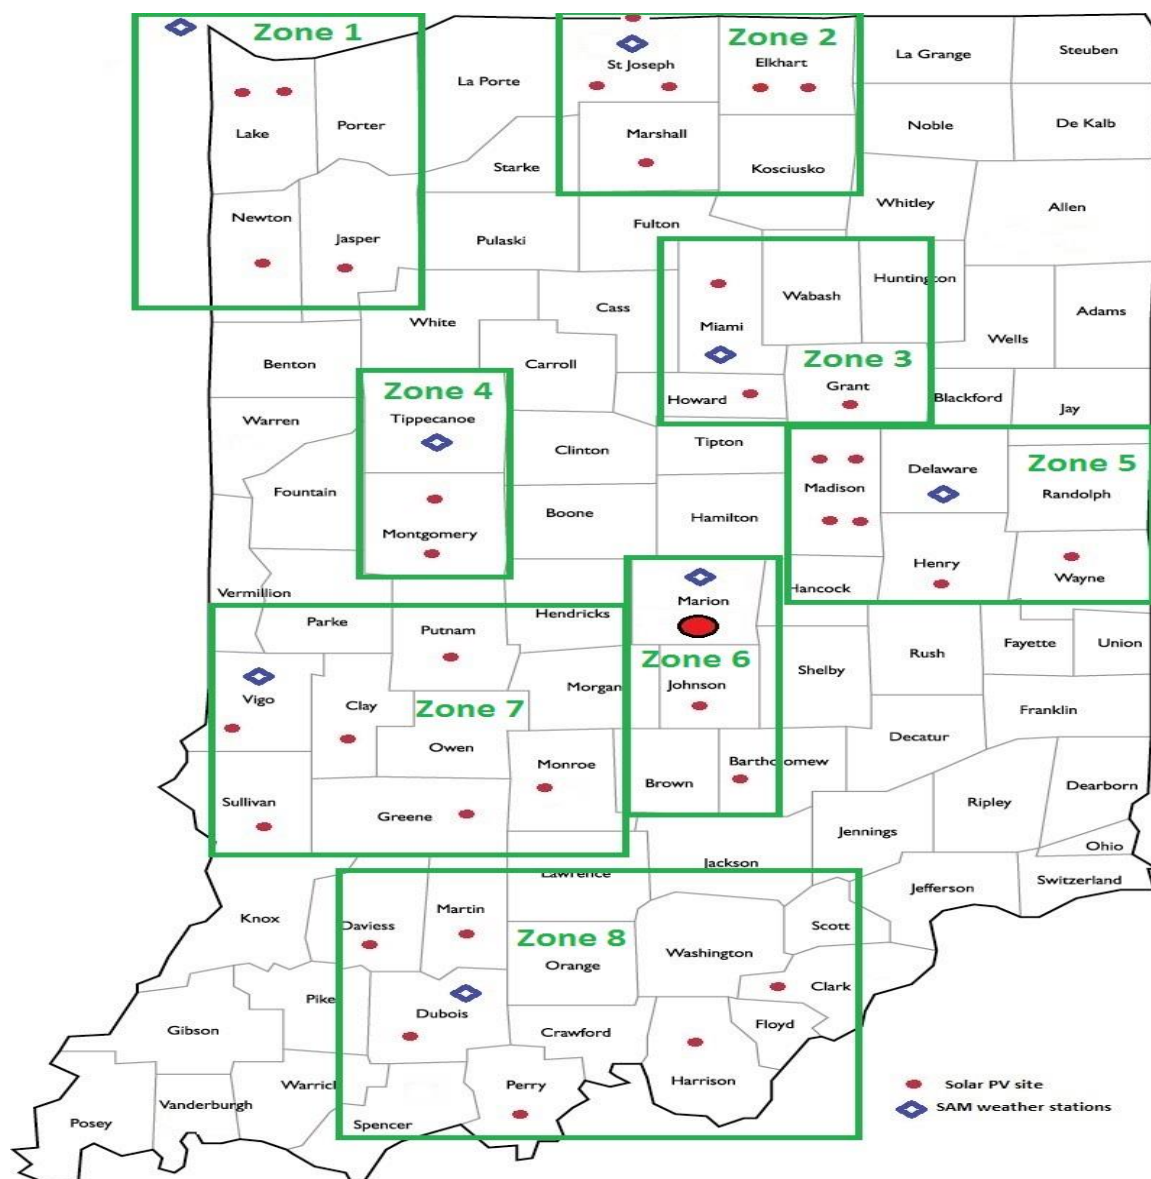 Zone 1
Zone 2
La Porte
St Joseph
Elkhart
La Grange
Steuben
Lake
Porter
Marshall
Noble
De Kalb
Starke
Kosciusko
Newton
Jasper
Pulaski
Fulton
Whitley
Allen
White
Cass
Miami
Wabash
Huntington
Wells
Adams
Benton
Carroll
Zone 3
Zone 4
Howard
Grant
Blackford
Jay
Warren
Tippecanoe
Clinton
Tipton
Zone 5
Fountain
Montgomery
Boone
Hamilton
Madison
Delaware
Randolph
Vermillion
Hendricks
Marion
Hancock
Henry
Wayne
Parke
Putnam
Zone 6
Shelby
Rush
Fayette
Union
Vigo
Clay
Zone 7
Morgan
Johnson
Franklin
Owen
Monroe
Brown
Bartholomew
Decatur
Dearborn
Sullivan
Greene
Jennings
Ripley
Ohio
Lawrence
Jackson
Jefferson
Switzerland
Knox
Daviess
Martin
Zone 8
Orange
Washington
Scott
Clark
Pike
Dubois
Crawford
Floyd
Gibson
Harrison
Warrick
Perry
Vanderburgh
Posey
Spencer
Solar PV site
SAM weather stations